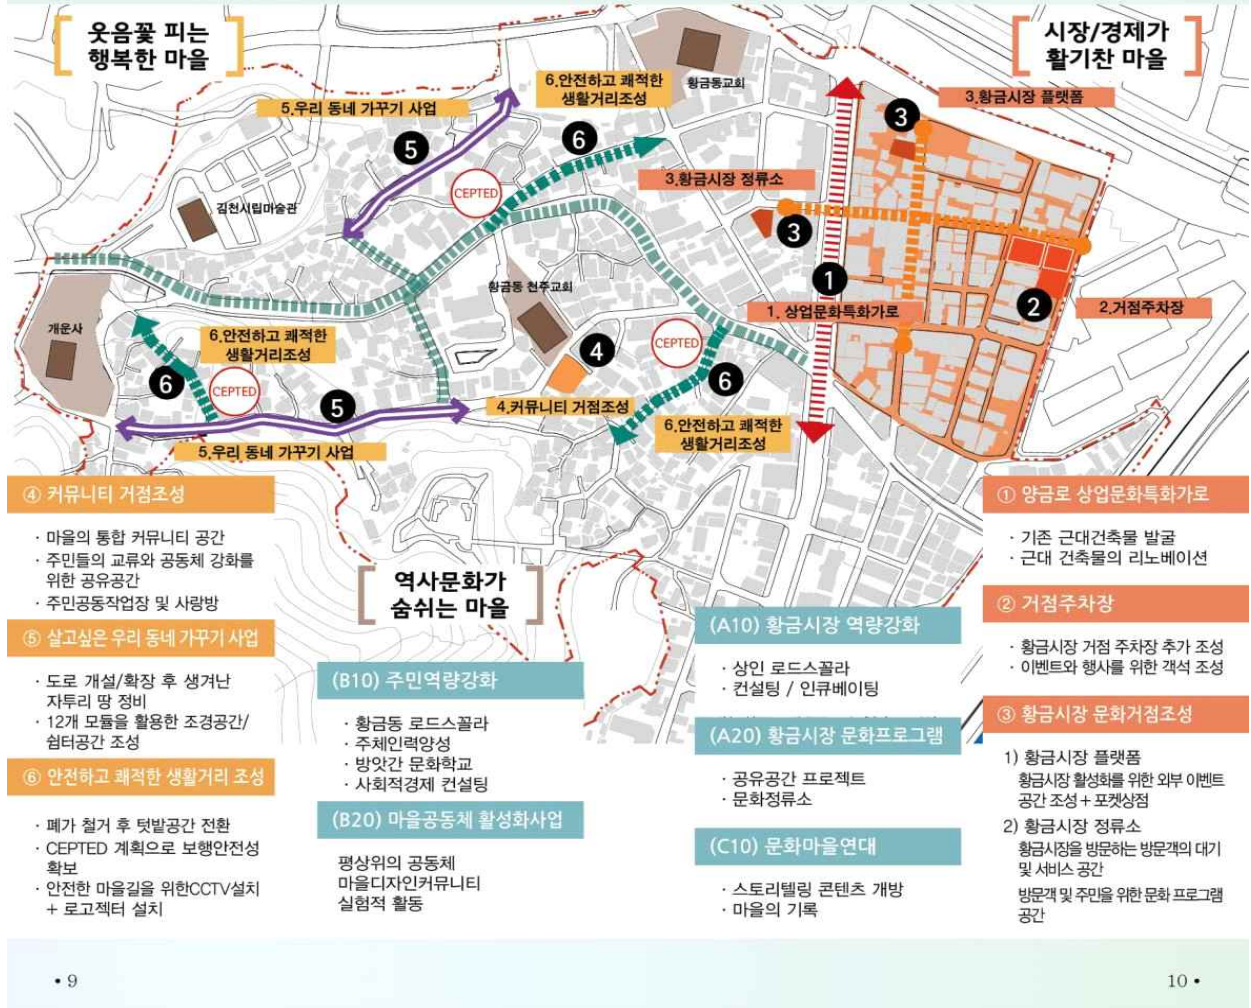 웃음꽃 피는
행복한 마을
시장/경제가
활기찬 마을
5.우리 동네 가꾸기 사업
6.안전하고 쾌적한
생활거리조성
황금동교회
3.황금시장 플랫폼
3
5
6
CEPTED
3.황금시장 정류소
김천시립미술관
3
황금동 천주교회
1
2
1. 상업문화특화가로
2.거점주차장
개운사
6.안전하고 쾌적한
생활거리조성
4
CEPTED
6
CEPTED
6
5
4.커뮤니티 거점조성
6.안전하고 쾌적한
생활거리조성
5.우리 동네 가꾸기 사업
④ 커뮤니티 거점조성
· 마을의 통합 커뮤니티 공간
· 주민들의 교류와 공동체 강화를
위한 공유공간
· 주민공동작업장 및 사랑방
⑤ 살고싶은 우리 동네 가꾸기 사업
· 도로 개설/확장 후 생겨난
자투리 땅 정비
· 12개 모듈을 활용한 조경공간/
쉼터공간 조성
⑥ 안전하고 쾌적한 생활거리 조성
· 폐가 철거 후 텃밭공간 전환
· CEPTED 계획으로 보행안전성
확보
· 안전한 마을길을 위한CCTV설치
+ 로고젝터 설치
역사문화가
숨쉬는 마을
(B10) 주민역량강화
· 황금동 로드스꼴라
· 주체인력양성
· 방앗간 문화학교
· 사회적경제 컨설팅
(B20) 마을공동체 활성화사업
평상위의 공동체
마을디자인커뮤니티
실험적 활동
(A10) 황금시장 역량강화
· 상인 로드스꼴라
· 컨설팅 / 인큐베이팅
(A20) 황금시장 문화프로그램
· 공유공간 프로젝트
· 문화정류소
(C10) 문화마을연대
· 스토리텔링 콘텐츠 개방
· 마을의 기록
① 양금로 상업문화특화가로
· 기존 근대건축물 발굴
· 근대 건축물의 리노베이션
② 거점주차장
· 황금시장 거점 주차장 추가 조성
· 이벤트와 행사를 위한 객석 조성
③ 황금시장 문화거점조성
1) 황금시장 플랫폼
황금시장 활성화를 위한 외부 이벤트
공간 조성 + 포켓상점
2) 황금시장 정류소
황금시장을 방문하는 방문객의 대기
및 서비스 공간
방문객 및 주민을 위한 문화 프로그램
공간
• 9
10 •